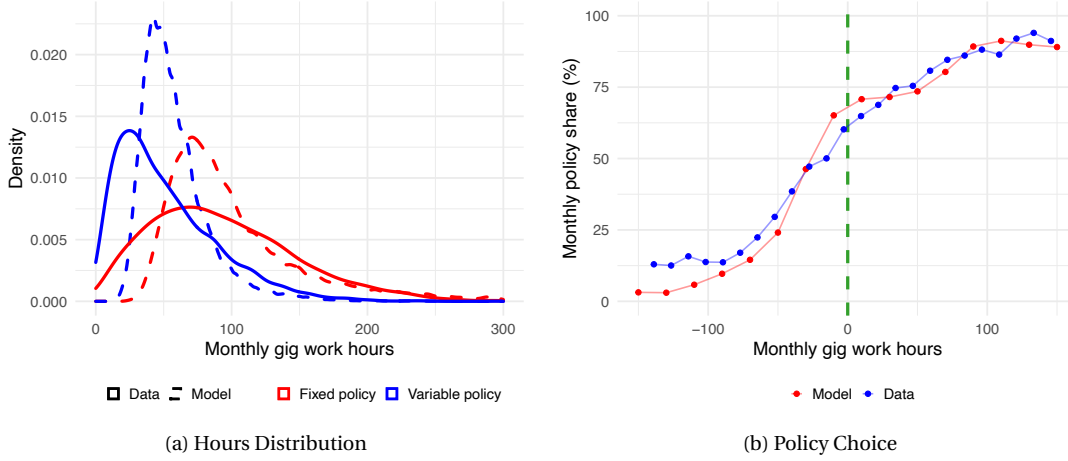 Density
0.020
0.015
0.010
0.005
0.000
0
100
200
300
Monthly gig work hours
Data
Model
Fixed policy
Variable policy
(a) Hours Distribution
Monthly policy share (%)
100
75
50
25
0
−100
0
100
Monthly gig work hours
Model
Data
(b) Policy Choice